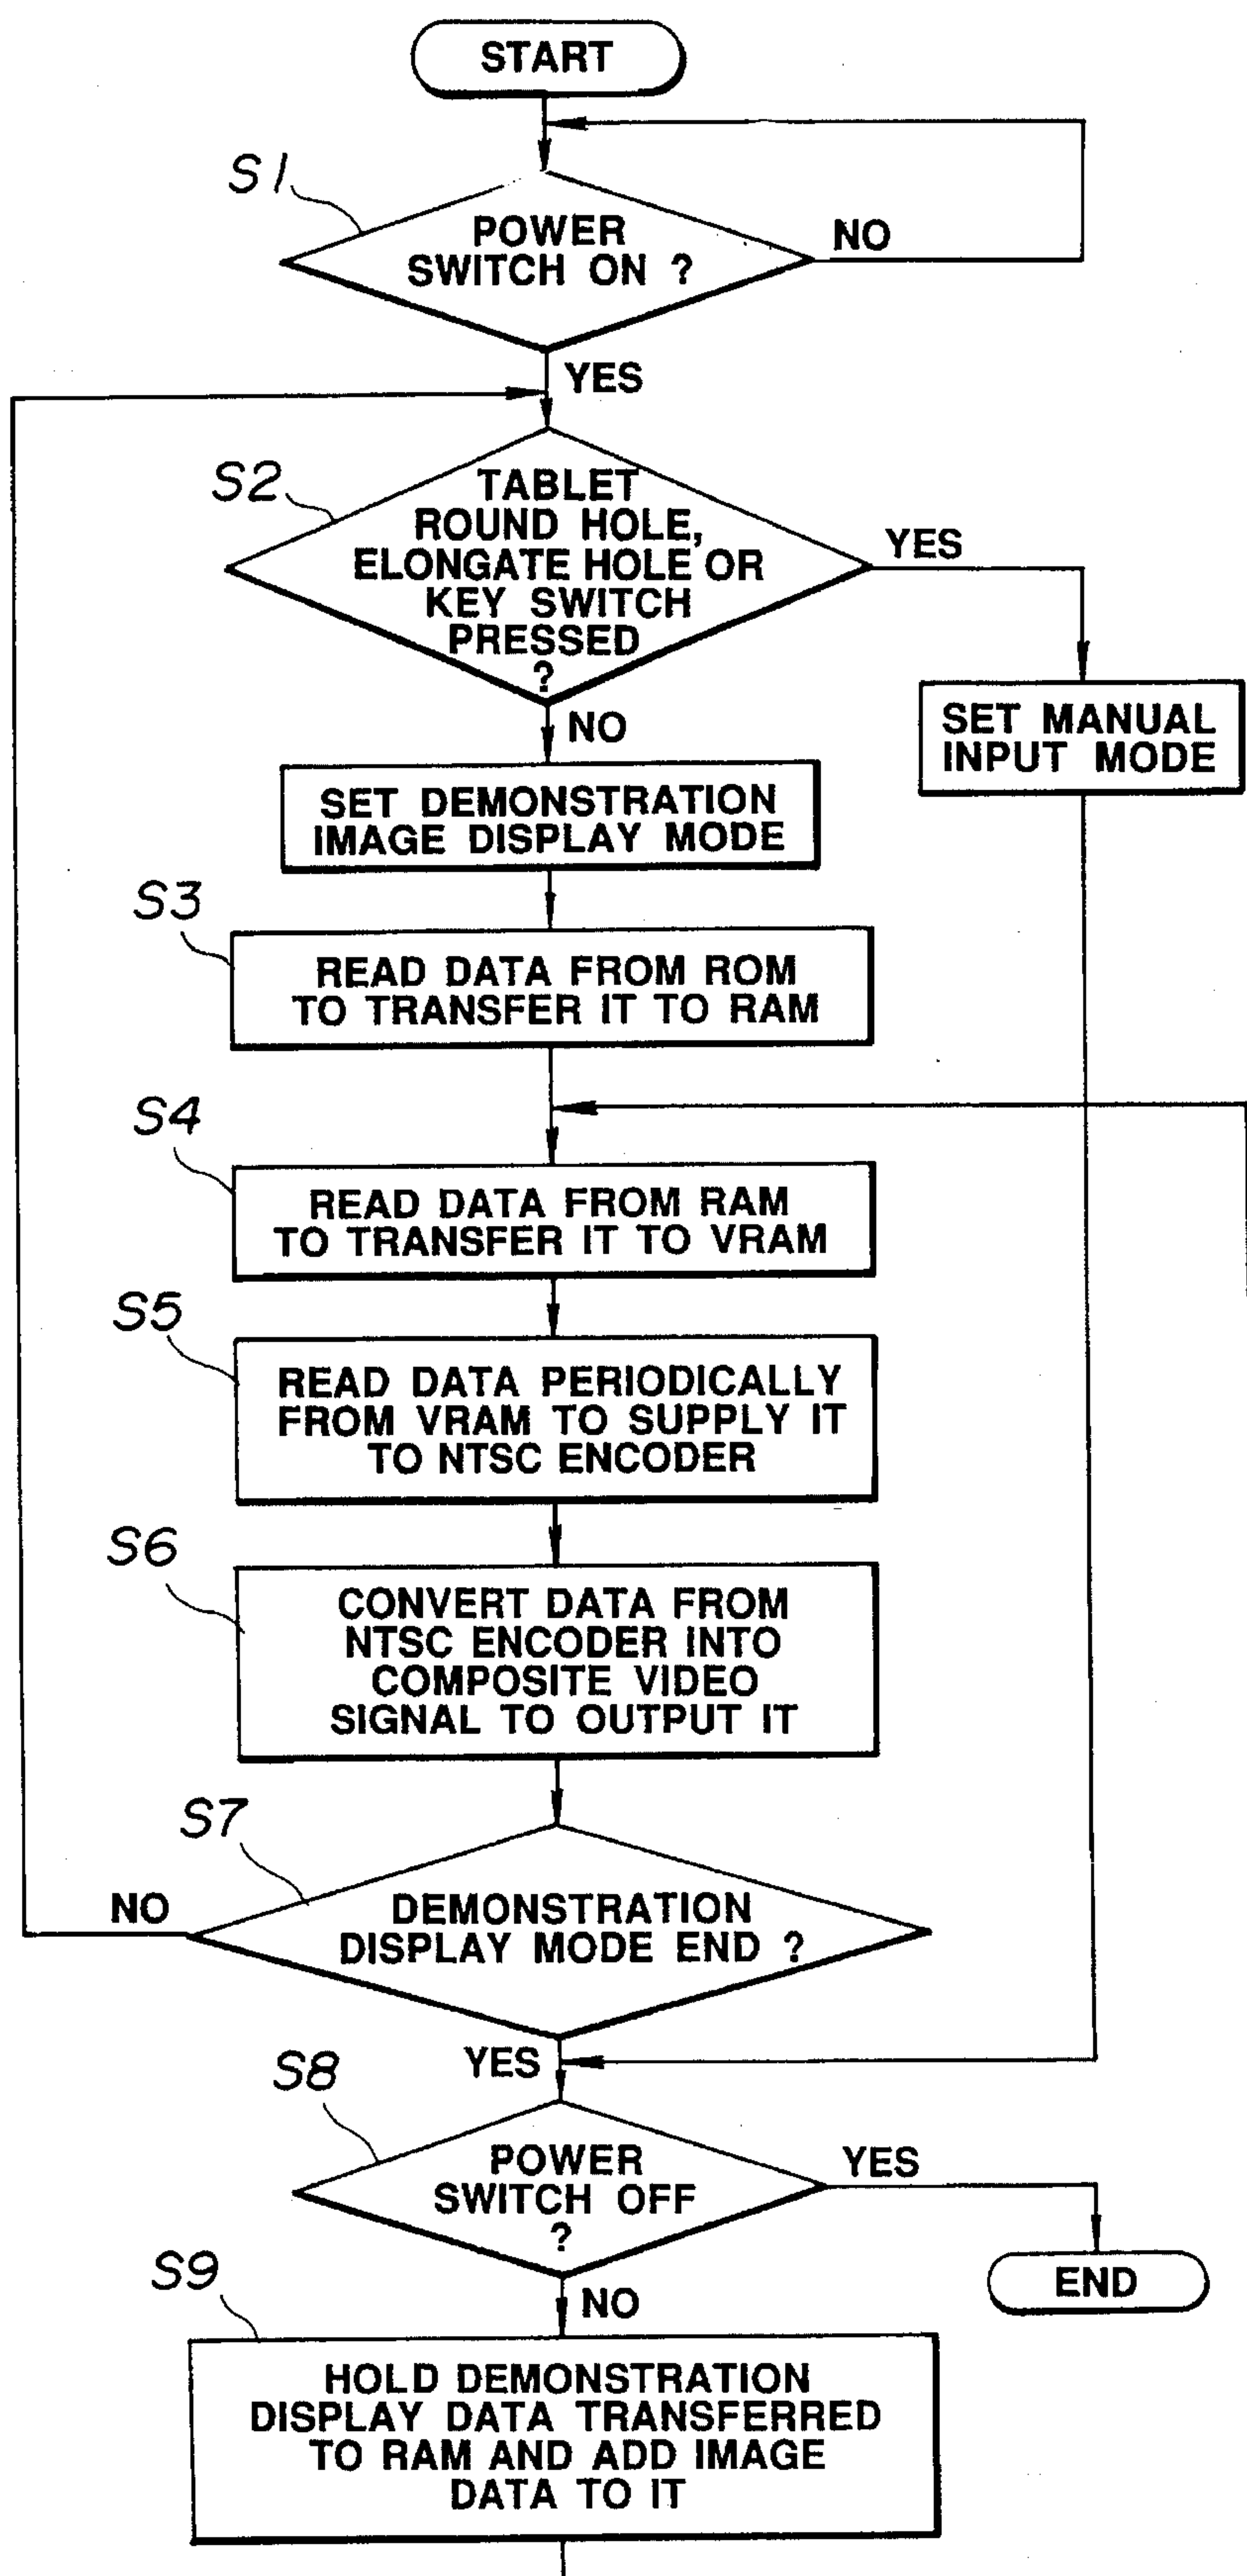 START
S1
POWER
SWITCH ON ?
NO
YES
S2
TABLET
ROUND HOLE,
ELONGATE HOLE OR
KEY SWITCH
PRESSED
?
YES
NO
SET MANUAL
INPUT MODE
SET DEMONSTRATION
IMAGE DISPLAY MODE
S3
READ DATA FROM ROM
TO TRANSFER IT TO RAM
S4
READ DATA FROM RAM
TO TRANSFER IT TO VRAM
S5
READ DATA PERIODICALLY
FROM VRAM TO SUPPLY IT
TO NTSC ENCODER
S6
CONVERT DATA FROM
NTSC ENCODER INTO
COMPOSITE VIDEO
SIGNAL TO OUTPUT IT
S7
NO
DEMONSTRATION
DISPLAY MODE END ?
YES
S8
POWER
SWITCH OFF
?
YES
END
NO
S9
HOLD DEMONSTRATION
DISPLAY DATA TRANSFERRED
TO RAM AND ADD IMAGE
DATA TO IT